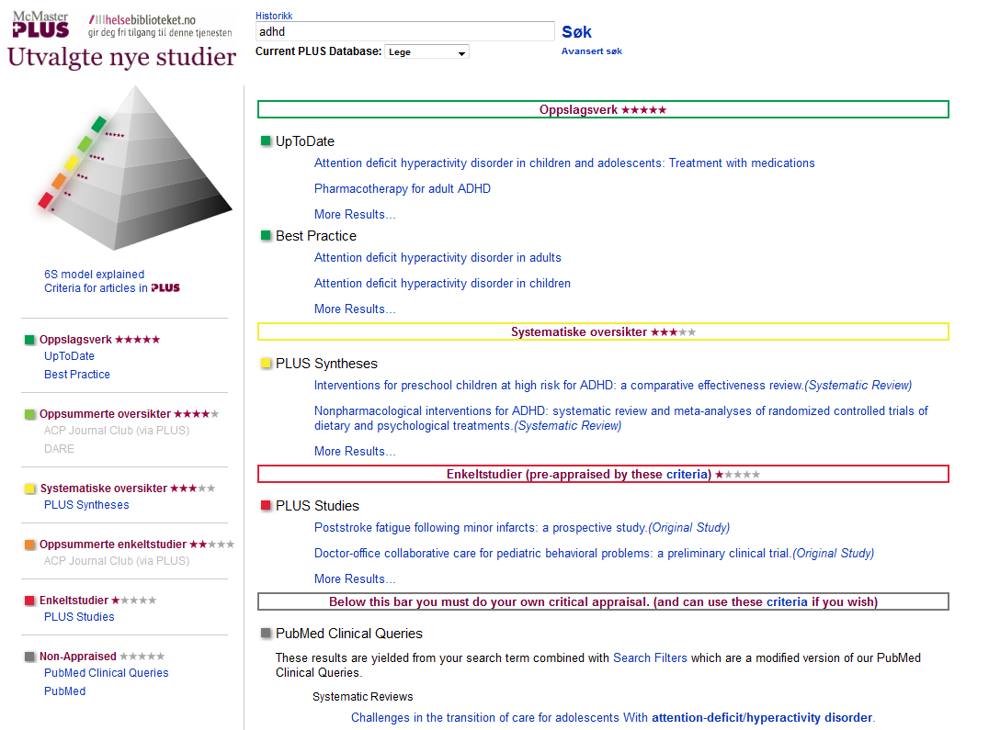 McMaster
PLUS
helsebiblioteket.no
gir deg fri tilgang til denne tjenesten
Utvalgte nye studier
Historikk
adhd
Søk
Current PLUS Database: Lege
Avansert søk
★★★★★
★★★★
★★★
★★
★
6S model explained
Criteria for articles in PLUS
Oppslagsverk ★★★★★
UpToDate
Best Practice
Oppsummerte oversikter ★★★★★
ACP Journal Club (via PLUS)
DARE
Systematiske oversikter ★★★★★
PLUS Syntheses
Oppsummerte enkeltstudier ★★★★★
ACP Journal Club (via PLUS)
Enkeltstudier ★★★★★
PLUS Studies
Non-Appraised ★★★★★
PubMed Clinical Queries
PubMed
Oppslagsverk ★★★★★
UpToDate
Attention deficit hyperactivity disorder in children and adolescents: Treatment with medications
Pharmacotherapy for adult ADHD
More Results...
Best Practice
Attention deficit hyperactivity disorder in adults
Attention deficit hyperactivity disorder in children
More Results...
Systematiske oversikter ★★★★★
PLUS Syntheses
Interventions for preschool children at high risk for ADHD: a comparative effectiveness review.(Systematic Review)
Nonpharmacological interventions for ADHD: systematic review and meta-analyses of randomized controlled trials of
dietary and psychological treatments.(Systematic Review)
More Results...
Enkeltstudier (pre-appraised by these criteria) ★★★★★
PLUS Studies
Poststroke fatigue following minor infarcts: a prospective study.(Original Study)
Doctor-office collaborative care for pediatric behavioral problems: a preliminary clinical trial.(Original Study)
More Results...
Below this bar you must do your own critical appraisal. (and can use these criteria if you wish)
PubMed Clinical Queries
These results are yielded from your search term combined with Search Filters which are a modified version of our PubMed
Clinical Queries.
Systematic Reviews
Challenges in the transition of care for adolescents With attention-deficit/hyperactivity disorder.